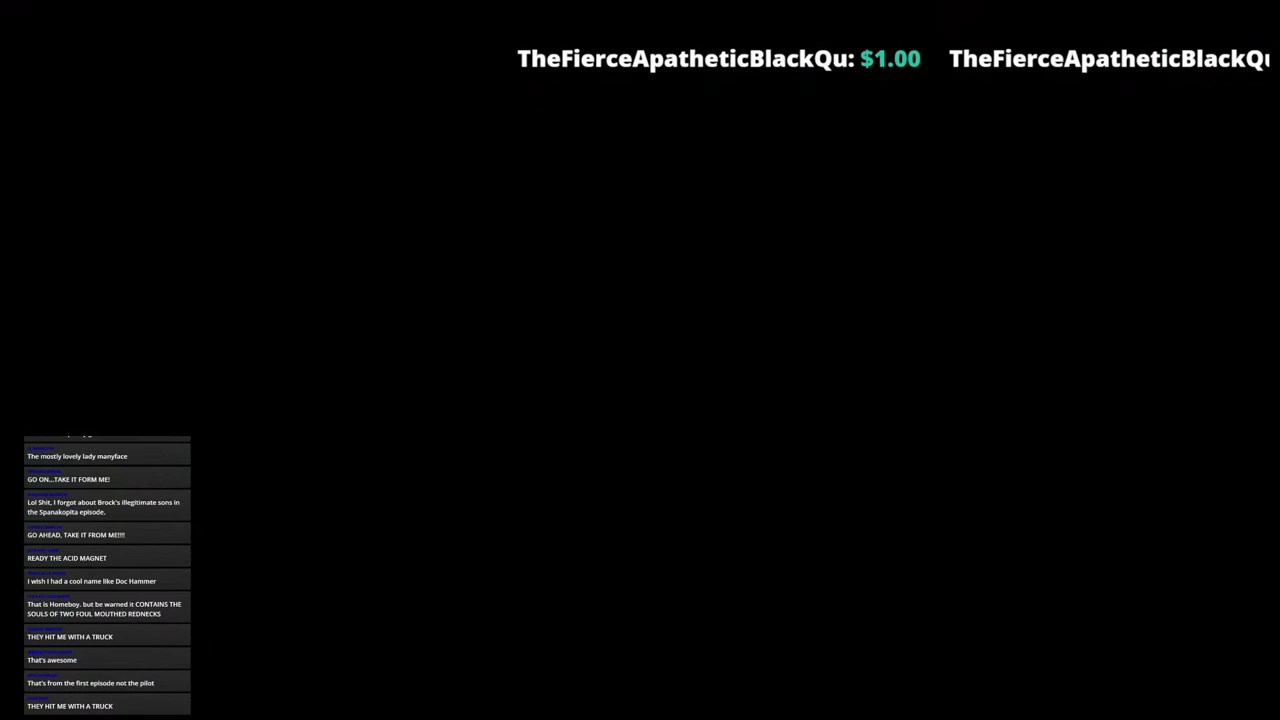 TheFierceApatheticBlackQu: $1.00 TheFierceApatheticBlackQu
The mostly lovely lady manyface
GO ON...TAKE IT FORM ME!
Lol Shit, I forgot about Brock's illegitimate sons in
the Spanakopita episode.
GO AHEAD, TAKE IT FROM ME!!!!
READY THE ACID MAGNET
I wish I had a cool name like Doc Hammer
That is Homeboy. but be warned it CONTAINS THE
SOULS OF TWO FOUL MOUTHED REDNECKS
THEY HIT ME WITH A TRUCK
That's awesome
That's from the first episode not the pilot
THEY HIT ME WITH A TRUCK